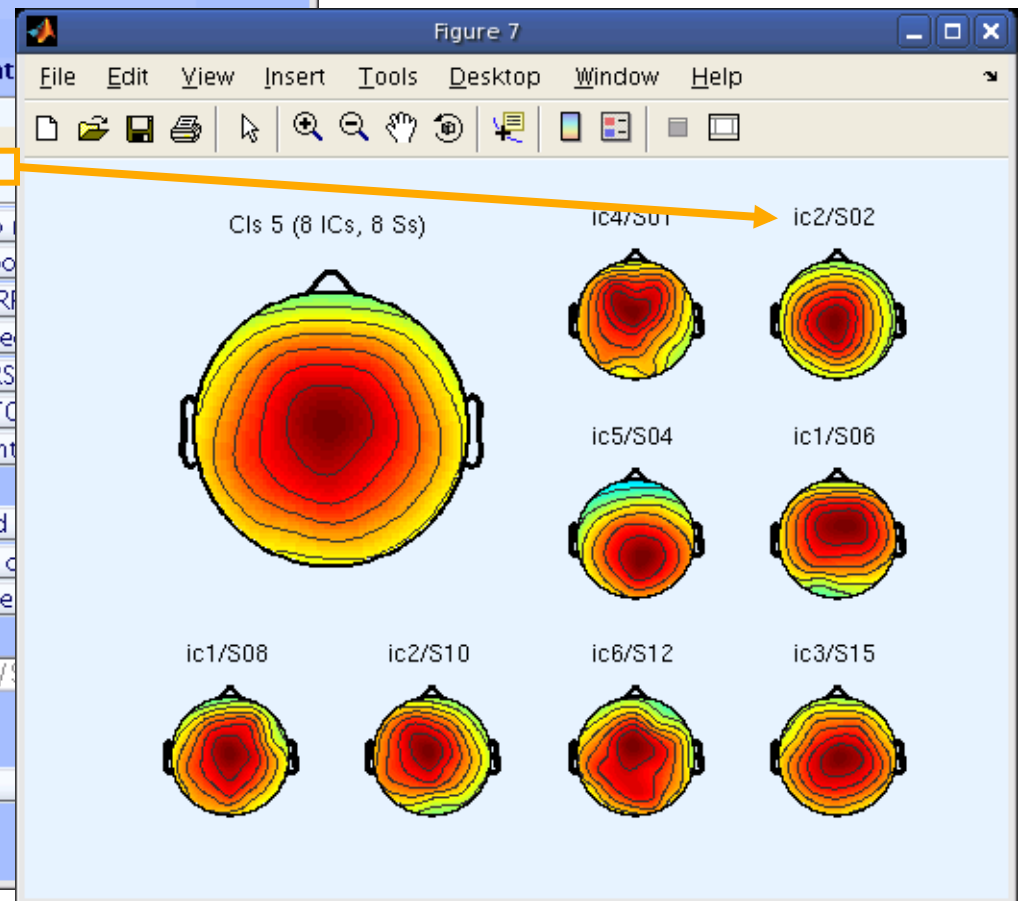 Figure 7
File Edit View Insert Tools Desktop Window Help
Cls 5 (8 ICs, 8 Ss)
ic4/S01
ic2/S02
ic5/S04
ic1/S06
ic1/S08
ic2/S10
ic6/S12
ic3/S15